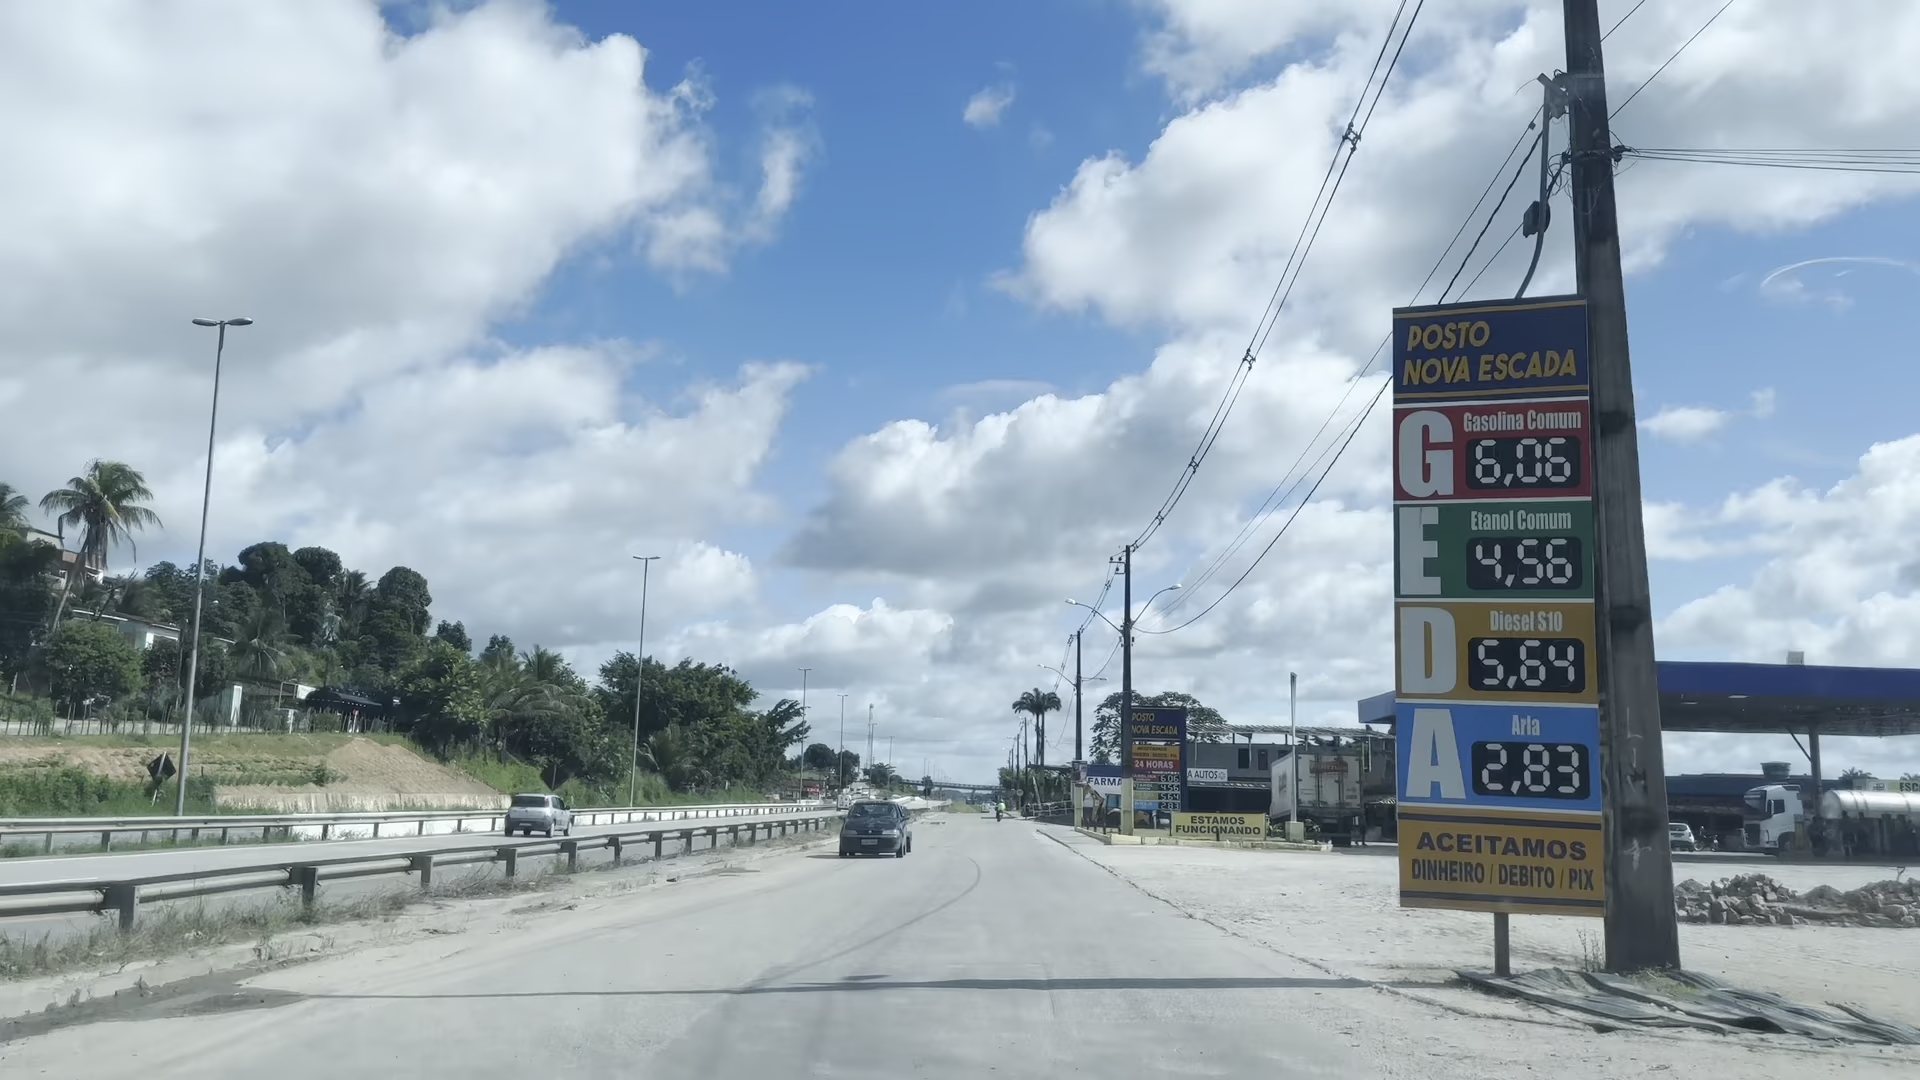 POSTO
NOVA ESCADA
G
Gasolina Comum
6,06
E
Etanol Comum
4,56
D
Diesel S10
5,64
A
Arla
2,83
ACEITAMOS
DINHEIRO / DEBITO / PIX
POSTO
NOVA ESCADA
24 HORAS
FARMA
A AUTOS
ESTAMOS
FUNCIONANDO